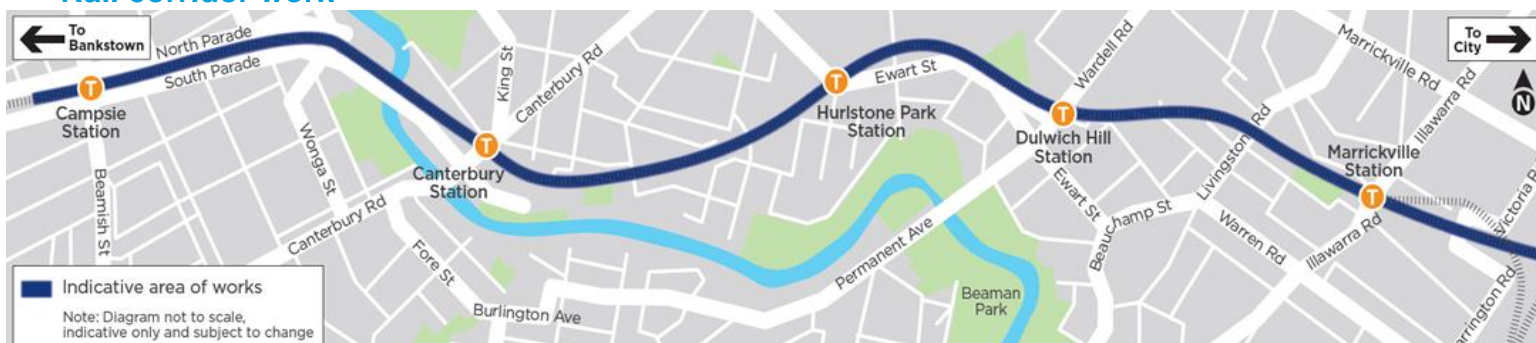 Rail corridor work
To
Bankstown
North Parade
South Parade
Campsie
Station
Beamish St
Wonga St
Canterbury Rd
King St
Canterbury Rd
Canterbury
Station
Fore St
Burlington Ave
Hurlstone Park
Station
Ewart St
Wardell Rd
Dulwich Hill
Station
Ewart St
Permanent Ave
Beaman
Park
Beauchamp St
Livingston Rd
Warren Rd
Marrickville Rd
Illawarra Rd
Marrickville
Station
Illawarra Rd
To
City
N
T
T
T
T
T
T
Indicative area of works
Note: Diagram not to scale,
indicative only and subject to change